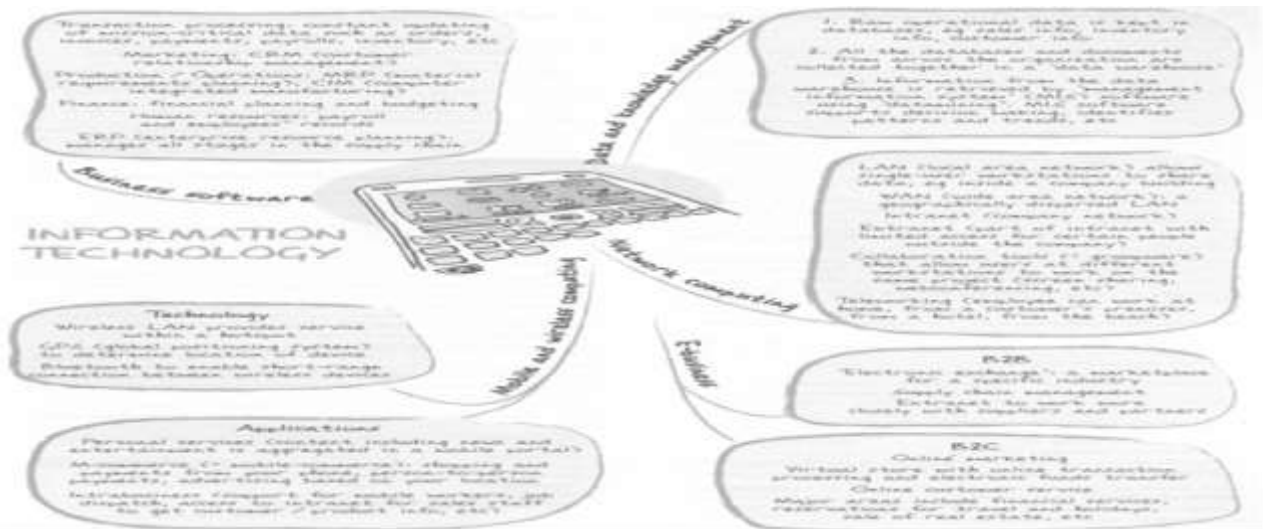 INFORMATION
TECHNOLOGY
Business software
Transaction processing: constant updating
of mission-critical data such as orders,
invoices, payments, payrolls, inventory, etc
Marketing: CRM (customer
relationship management)
Production / Operations: MRP (material
requirements planning), CIM (computer
integrated manufacturing)
Finance: financial planning and budgeting
Human resources: payroll
and employees' records
ERP (enterprise resource planning):
manages all stages in the supply chain
Data and knowledge management
1. Raw operational data is kept in
databases, eg sales info, inventory
info, customer info
2. All the databases and documents
from across the organization are
collected together in a 'data warehouse'
3. Information from the data
warehouse is retrieved by 'management
information system' (MIS) software
using 'datamining'. MIS software
supports decision making, identifies
patterns and trends, etc
Network computing
LAN (local area network) allows
single-user workstations to share
data, eg inside a company building
WAN (wide area network): a
geographically dispersed LAN
Intranet (company network)
Extranet (part of intranet with
limited access for certain people
outside the company)
Collaborative tools (= groupware)
that allow users at different
workstations to work on the
same project (screen sharing,
webconferencing, etc)
Teleworking (employee can work at
home, from a customer's premises,
from a hotel, from the beach)
E-business
B2B
'Electronic exchange': a marketplace
for a specific industry
Supply chain management
Extranet to work more
closely with suppliers and partners
B2C
Online marketing
Virtual store with online transaction
processing and electronic funds transfer
Online customer service
Major areas include financial services,
reservations for travel and holidays,
sale of real estate, etc
Mobile and wireless computing
Technology
Wireless LAN provides service
within a hotspot
GPS (global positioning system)
to determine location of device
Bluetooth to enable short-range
connection between wireless devices
Applications
Personal services (content including news and
entertainment is aggregated in a mobile portal)
M-commerce (= mobile-commerce): shopping and
payments from your phone, person-to-person
payments, advertising based on your location
Intrabusiness (support for mobile workers, job
dispatch, access to intranet for sales staff
to get customer / product info, etc)